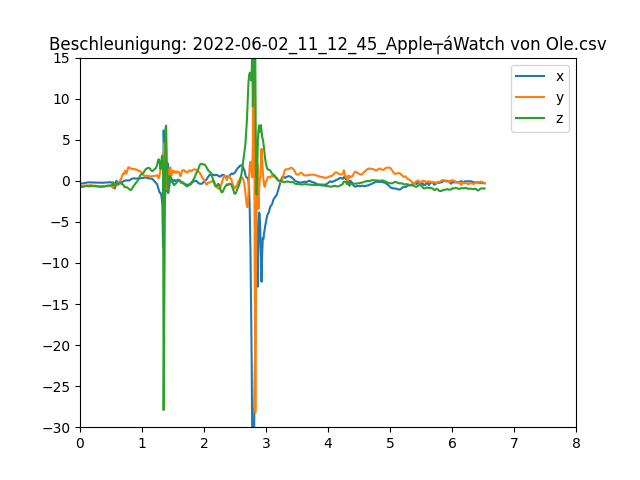 Beschleunigung: 2022-06-02_11_12_45_Apple┬áWatch von Ole.csv
15
10
5
0
−5
−10
−15
−20
−25
−30
0 1 2 3 4 5 6 7 8
x
y
z